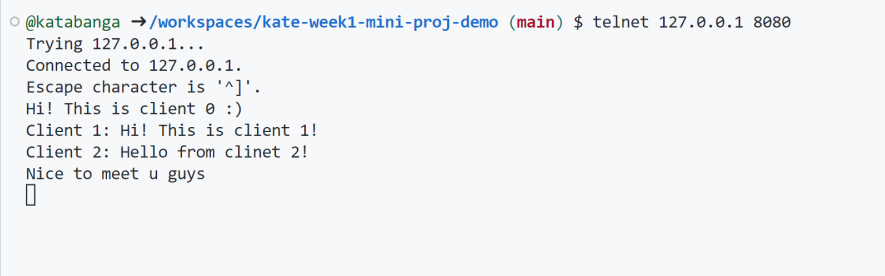 @katabanga ➜/workspaces/kate-week1-mini-proj-demo (main) $ telnet 127.0.0.1 8080
Trying 127.0.0.1...
Connected to 127.0.0.1.
Escape character is '^]'.
Hi! This is client 0 :)
Client 1: Hi! This is client 1!
Client 2: Hello from clinet 2!
Nice to meet u guys